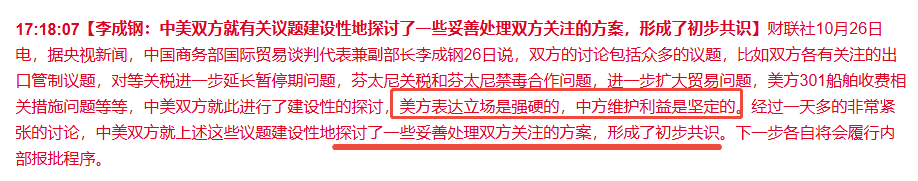 17:18:07【李成钢：中美双方就有关议题建设性地探讨了一些妥善处理双方关注的方案，形成了初步共识】财联社10月26日
电，据央视新闻，中国商务部国际贸易谈判代表兼副部长李成钢26日说，双方的讨论包括众多的议题，比如双方各有关注的出
口管制议题，对等关税进一步延长暂停期问题，芬太尼关税和芬太尼禁毒合作问题，进一步扩大贸易问题，美方301船舶收费相
关措施问题等等，中美双方就此进行了建设性的探讨，美方表达立场是强硬的，中方维护利益是坚定的。经过一天多的非常紧
张的讨论，中美双方就上述这些议题建设性地探讨了一些妥善处理双方关注的方案，形成了初步共识。下一步各自将会履行内
部报批程序。